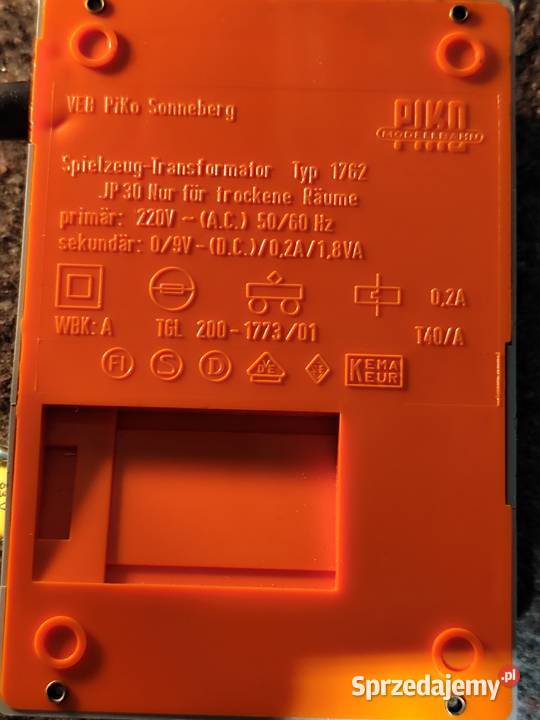 VEB PiKo Sonneberg
PIKO
MODELLBAHN
Spielzeug-Transformator Typ 1762
JP30 Nur für trockene Räume
primär: 220V ~ (A.C.) 50/60 Hz
sekundär: 0/9V - (D.C.)/0,2A/1,8VA
0,2A
WBK: A TGL 200-1773/01 T40/A
FI S D VDE KEMA
KEUR
63V
Sprzedajemy.pl